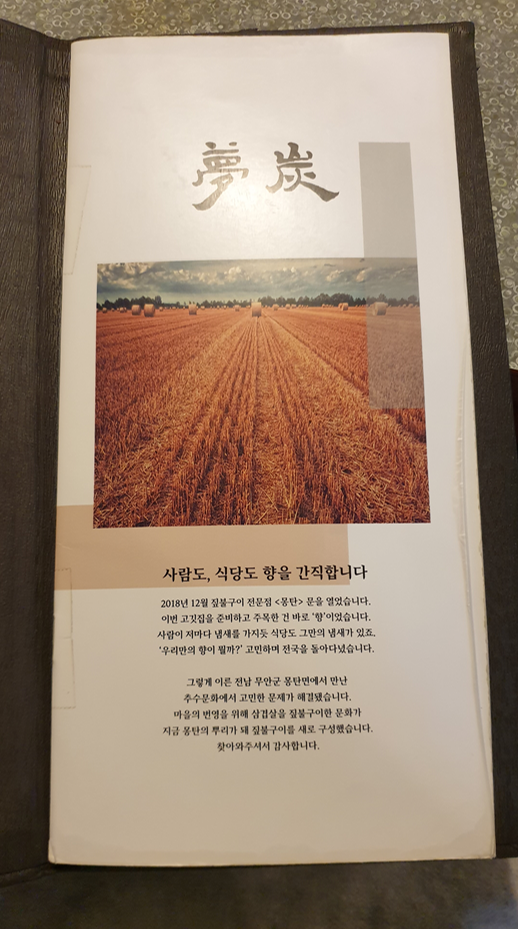 夢炭
사람도, 식당도 향을 간직합니다
2018년 12월 짚불구이 전문점 <몽탄> 문을 열었습니다.
이번 고깃집을 준비하고 주목한 건 바로 '향'이었습니다.
사람이 저마다 냄새를 가지듯 식당도 그만의 냄새가 있죠.
'우리만의 향이 뭘까?' 고민하며 전국을 돌아다녔습니다.
그렇게 이른 전남 무안군 몽탄면에서 만난
추수문화에서 고민한 문제가 해결됐습니다.
마을의 번영을 위해 삼겹살을 짚불구이한 문화가
지금 몽탄의 뿌리가 돼 짚불구이를 새로 구성했습니다.
찾아와주셔서 감사합니다.